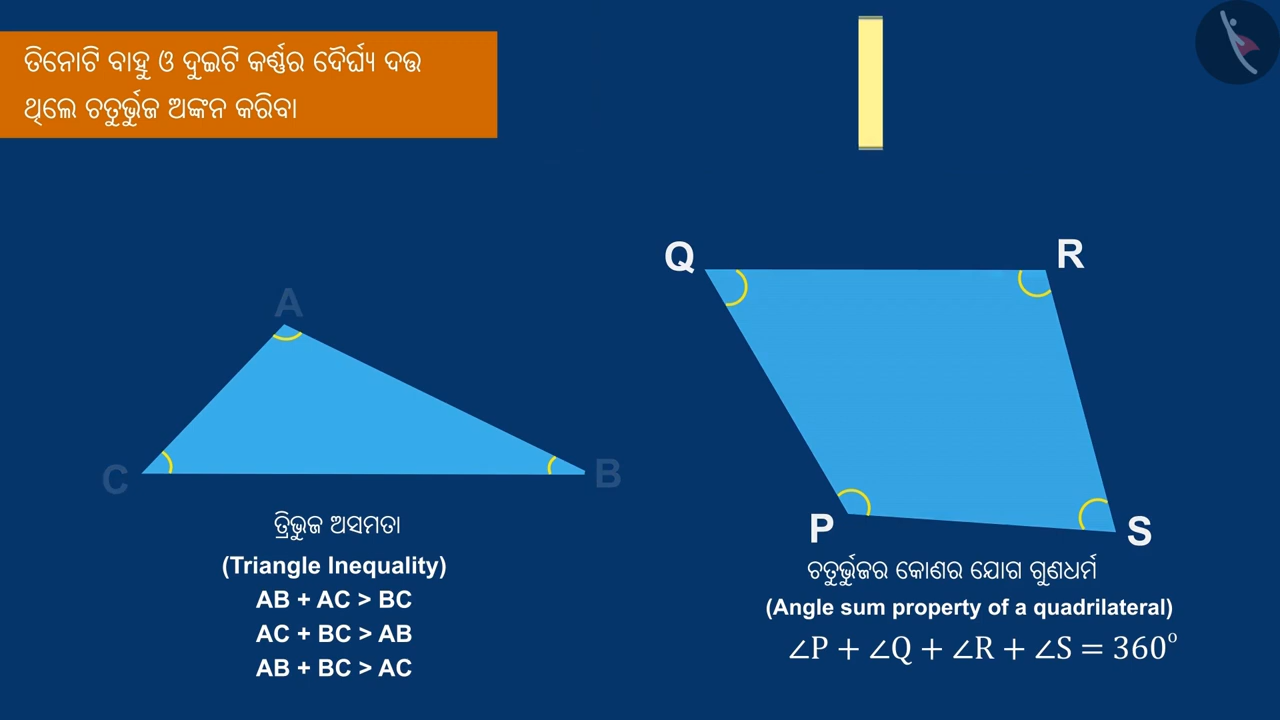 ତିନୋଟି ବାହୁ ଓ ଦୁଇଟି କର୍ଣ୍ଣର ଦୈର୍ଘ୍ୟ ଦତ୍ତ
ଥିଲେ ଚତୁର୍ଭୁଜ ଅଙ୍କନ କରିବା
A
C
B
ତ୍ରିଭୁଜ ଅସମତା
(Triangle Inequality)
AB + AC > BC
AC + BC > AB
AB + BC > AC
Q
R
P
S
ଚତୁର୍ଭୁଜର କୋଣର ଯୋଗ ଗୁଣଧର୍ମ
(Angle sum property of a quadrilateral)
∠P + ∠Q + ∠R + ∠S = 360°